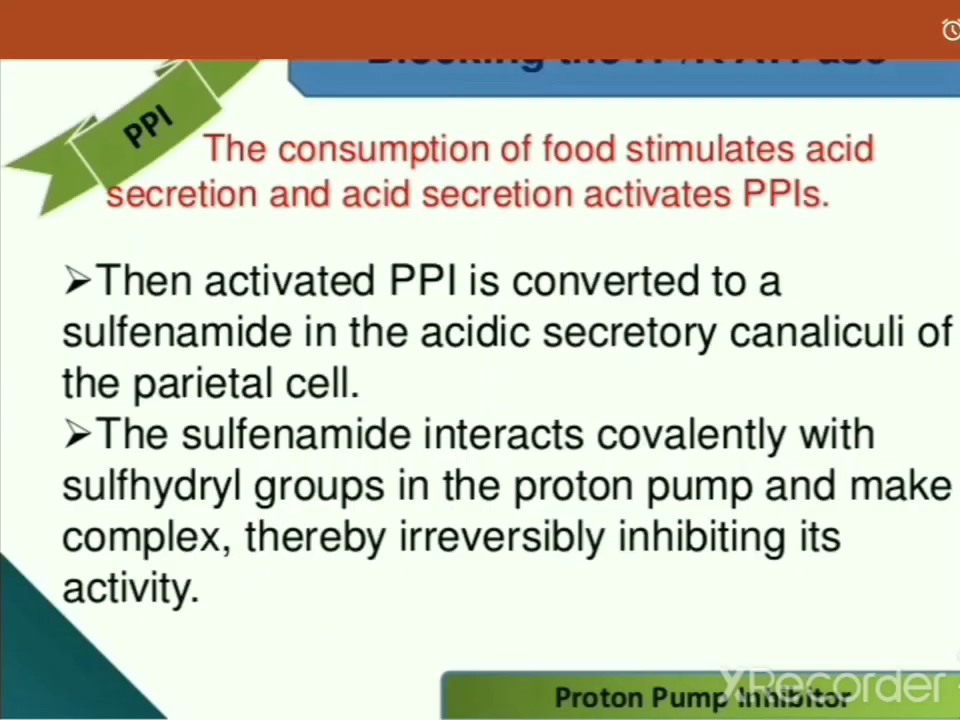 PPI
The consumption of food stimulates acid
secretion and acid secretion activates PPIs.
➢Then activated PPI is converted to a
sulfenamide in the acidic secretory canaliculi of
the parietal cell.
➢The sulfenamide interacts covalently with
sulfhydryl groups in the proton pump and make
complex, thereby irreversibly inhibiting its
activity.
Proton Pump Inhibitor
XRecorder